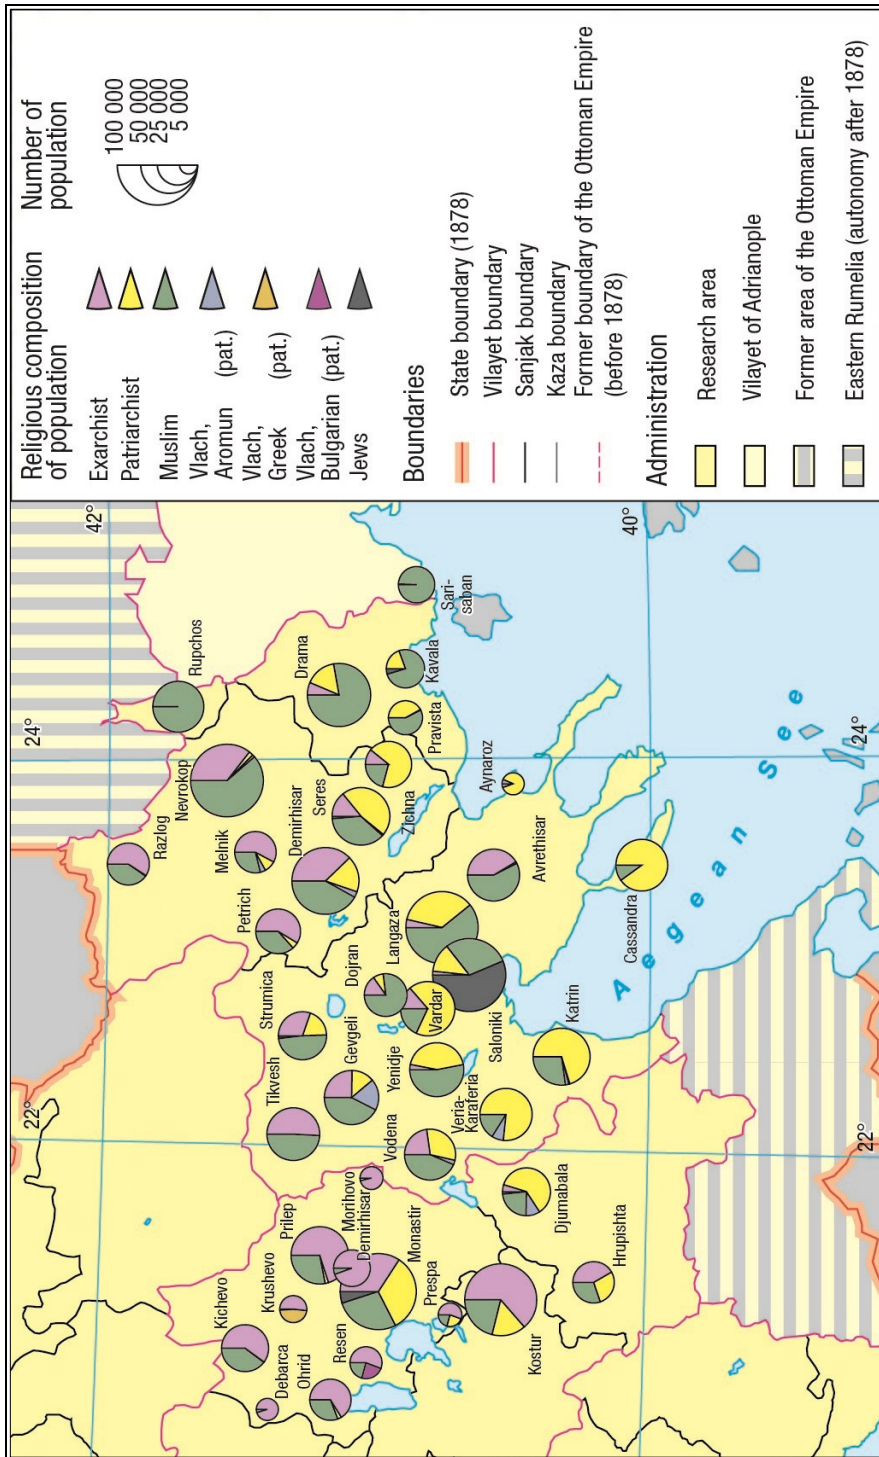 Religious composition
of population
Exarchist
Patriarchist
Muslim
Vlach,
Aromun (pat.)
Vlach,
Greek (pat.)
Vlach,
Bulgarian (pat.)
Jews
Number of
population
100 000
50 000
25 000
5 000
Boundaries
State boundary (1878)
Vilayet boundary
Sanjak boundary
Kaza boundary
Former boundary of the Ottoman Empire
(before 1878)
Administration
Research area
Vilayet of Adrianople
Former area of the Ottoman Empire
Eastern Rumelia (autonomy after 1878)
42°
40°
24°
24°
22°
22°
Rupchos
Drama
Sari-
saban
Kavala
Pravista
Nevrokop
Razlog
Melnik
Demirhisar
Seres
Zichna
Aynaroz
Petrich
Avrethisar
Cassandra
Langaza
Dojran
Strumica
Vardar
Saloniki
Gevgeli
Yenidje
Katrin
Tikvesh
Veria-
Karaferia
Vodena
Morihovo
Demirhisar
Prilep
Djumabala
Monastir
Hrupishta
Krushevo
Kichevo
Prespa
Kostur
Resen
Debarca
Ohrid
Aegean See